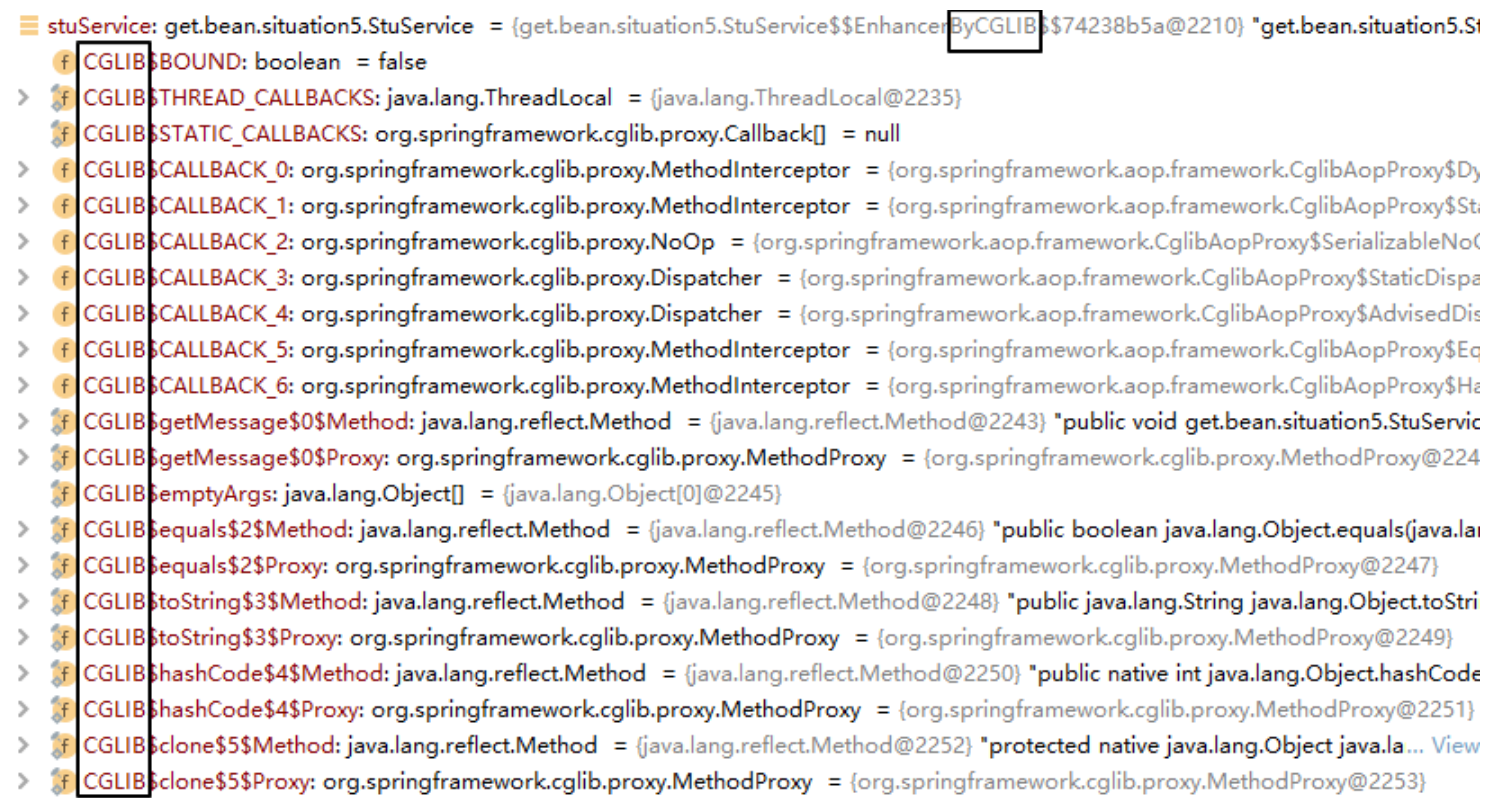 stuService: get.bean.situation5.StuService = {get.bean.situation5.StuService$$EnhancerByCGLIB$$74238b5a@2210} "get.bean.situation5.St
CGLIB$BOUND: boolean = false
CGLIB$THREAD_CALLBACKS: java.lang.ThreadLocal = {java.lang.ThreadLocal@2235}
CGLIB$STATIC_CALLBACKS: org.springframework.cglib.proxy.Callback[] = null
CGLIB$CALLBACK_0: org.springframework.cglib.proxy.MethodInterceptor = {org.springframework.aop.framework.CglibAopProxy$Dy
CGLIB$CALLBACK_1: org.springframework.cglib.proxy.MethodInterceptor = {org.springframework.aop.framework.CglibAopProxy$Sta
CGLIB$CALLBACK_2: org.springframework.cglib.proxy.NoOp = {org.springframework.aop.framework.CglibAopProxy$SerializableNoO
CGLIB$CALLBACK_3: org.springframework.cglib.proxy.Dispatcher = {org.springframework.aop.framework.CglibAopProxy$StaticDispa
CGLIB$CALLBACK_4: org.springframework.cglib.proxy.Dispatcher = {org.springframework.aop.framework.CglibAopProxy$AdvisedDis
CGLIB$CALLBACK_5: org.springframework.cglib.proxy.MethodInterceptor = {org.springframework.aop.framework.CglibAopProxy$Eq
CGLIB$CALLBACK_6: org.springframework.cglib.proxy.MethodInterceptor = {org.springframework.aop.framework.CglibAopProxy$Ha
CGLIB$getMessage$0$Method: java.lang.reflect.Method = {java.lang.reflect.Method@2243} "public void get.bean.situation5.StuServic
CGLIB$getMessage$0$Proxy: org.springframework.cglib.proxy.MethodProxy = {org.springframework.cglib.proxy.MethodProxy@224
CGLIB$emptyArgs: java.lang.Object[] = {java.lang.Object[0]@2245}
CGLIB$equals$2$Method: java.lang.reflect.Method = {java.lang.reflect.Method@2246} "public boolean java.lang.Object.equals(java.lan
CGLIB$equals$2$Proxy: org.springframework.cglib.proxy.MethodProxy = {org.springframework.cglib.proxy.MethodProxy@2247}
CGLIB$toString$3$Method: java.lang.reflect.Method = {java.lang.reflect.Method@2248} "public java.lang.String java.lang.Object.toStri
CGLIB$toString$3$Proxy: org.springframework.cglib.proxy.MethodProxy = {org.springframework.cglib.proxy.MethodProxy@2249}
CGLIB$hashCode$4$Method: java.lang.reflect.Method = {java.lang.reflect.Method@2250} "public native int java.lang.Object.hashCode
CGLIB$hashCode$4$Proxy: org.springframework.cglib.proxy.MethodProxy = {org.springframework.cglib.proxy.MethodProxy@2251}
CGLIB$clone$5$Method: java.lang.reflect.Method = {java.lang.reflect.Method@2252} "protected native java.lang.Object java.la... View
CGLIB$clone$5$Proxy: org.springframework.cglib.proxy.MethodProxy = {org.springframework.cglib.proxy.MethodProxy@2253}